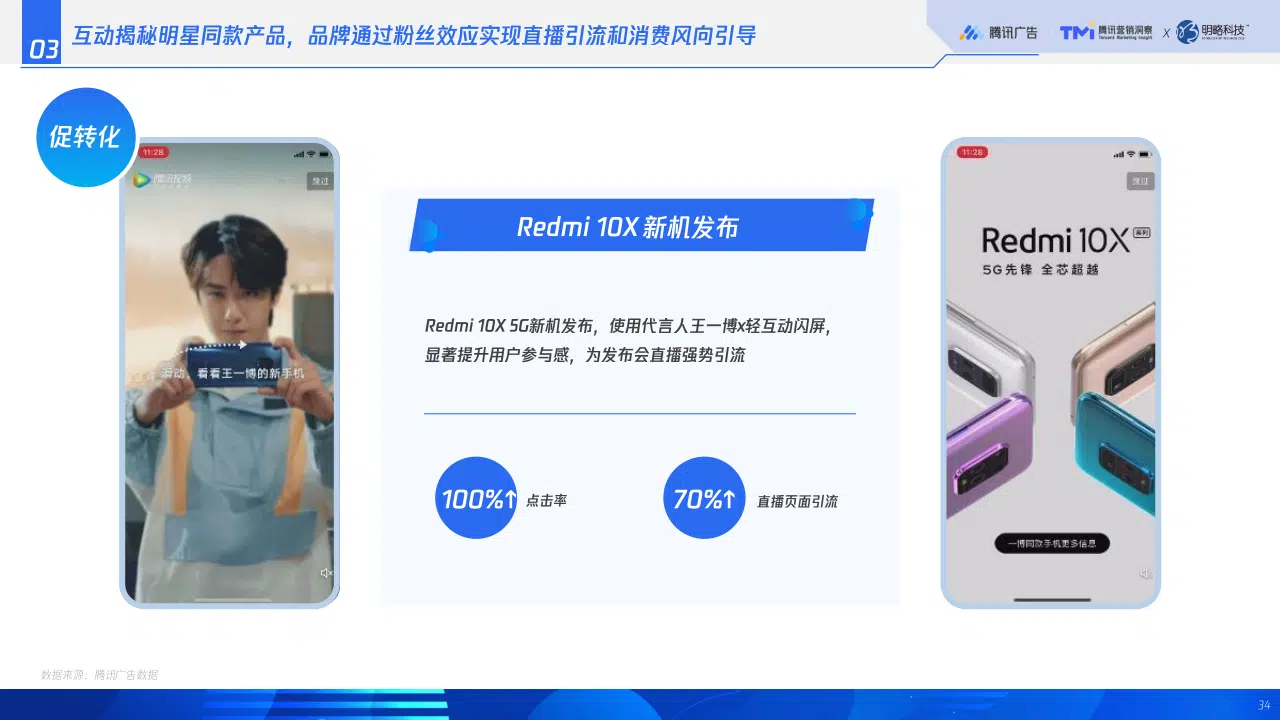 03
互动揭秘明星同款产品，品牌通过粉丝效应实现直播引流和消费风向引导
腾讯广告
TMI 腾讯营销洞察
Tencent Marketing Insight
X
明略科技
促转化
11:28
腾讯视频
跳过
滑动，看看王一博的新手机
Redmi 10X 新机发布
Redmi 10X 5G新机发布，使用代言人王一博x轻互动闪屏，
显著提升用户参与感，为发布会直播强势引流
100%↑ 点击率
70%↑ 直播页面引流
11:28
跳过
Redmi 10X 系列
5G先锋 全芯超越
一博同款手机更多信息
数据来源：腾讯广告数据
34